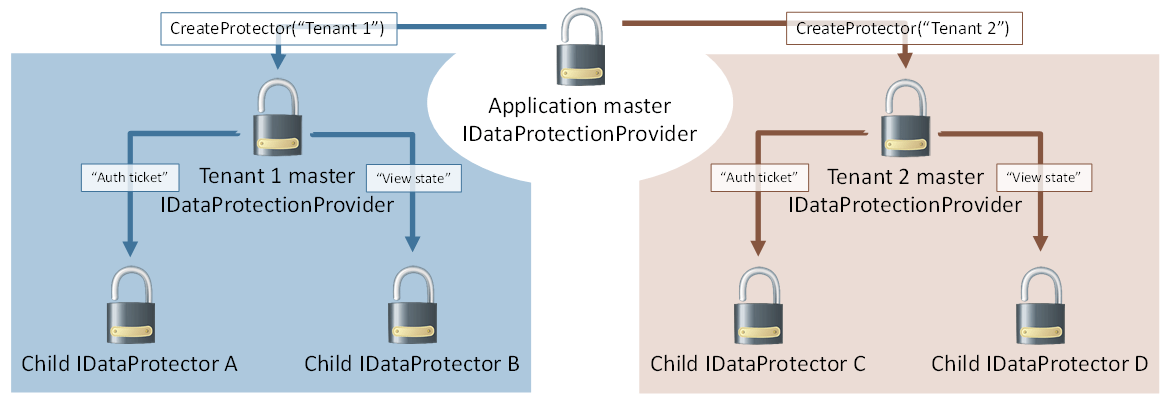 CreateProtector(“Tenant 1”)
CreateProtector(“Tenant 2”)
Application master
IDataProtectionProvider
“Auth ticket”
Tenant 1 master
IDataProtectionProvider
“View state”
“Auth ticket”
Tenant 2 master
IDataProtectionProvider
“View state”
Child IDataProtector A
Child IDataProtector B
Child IDataProtector C
Child IDataProtector D